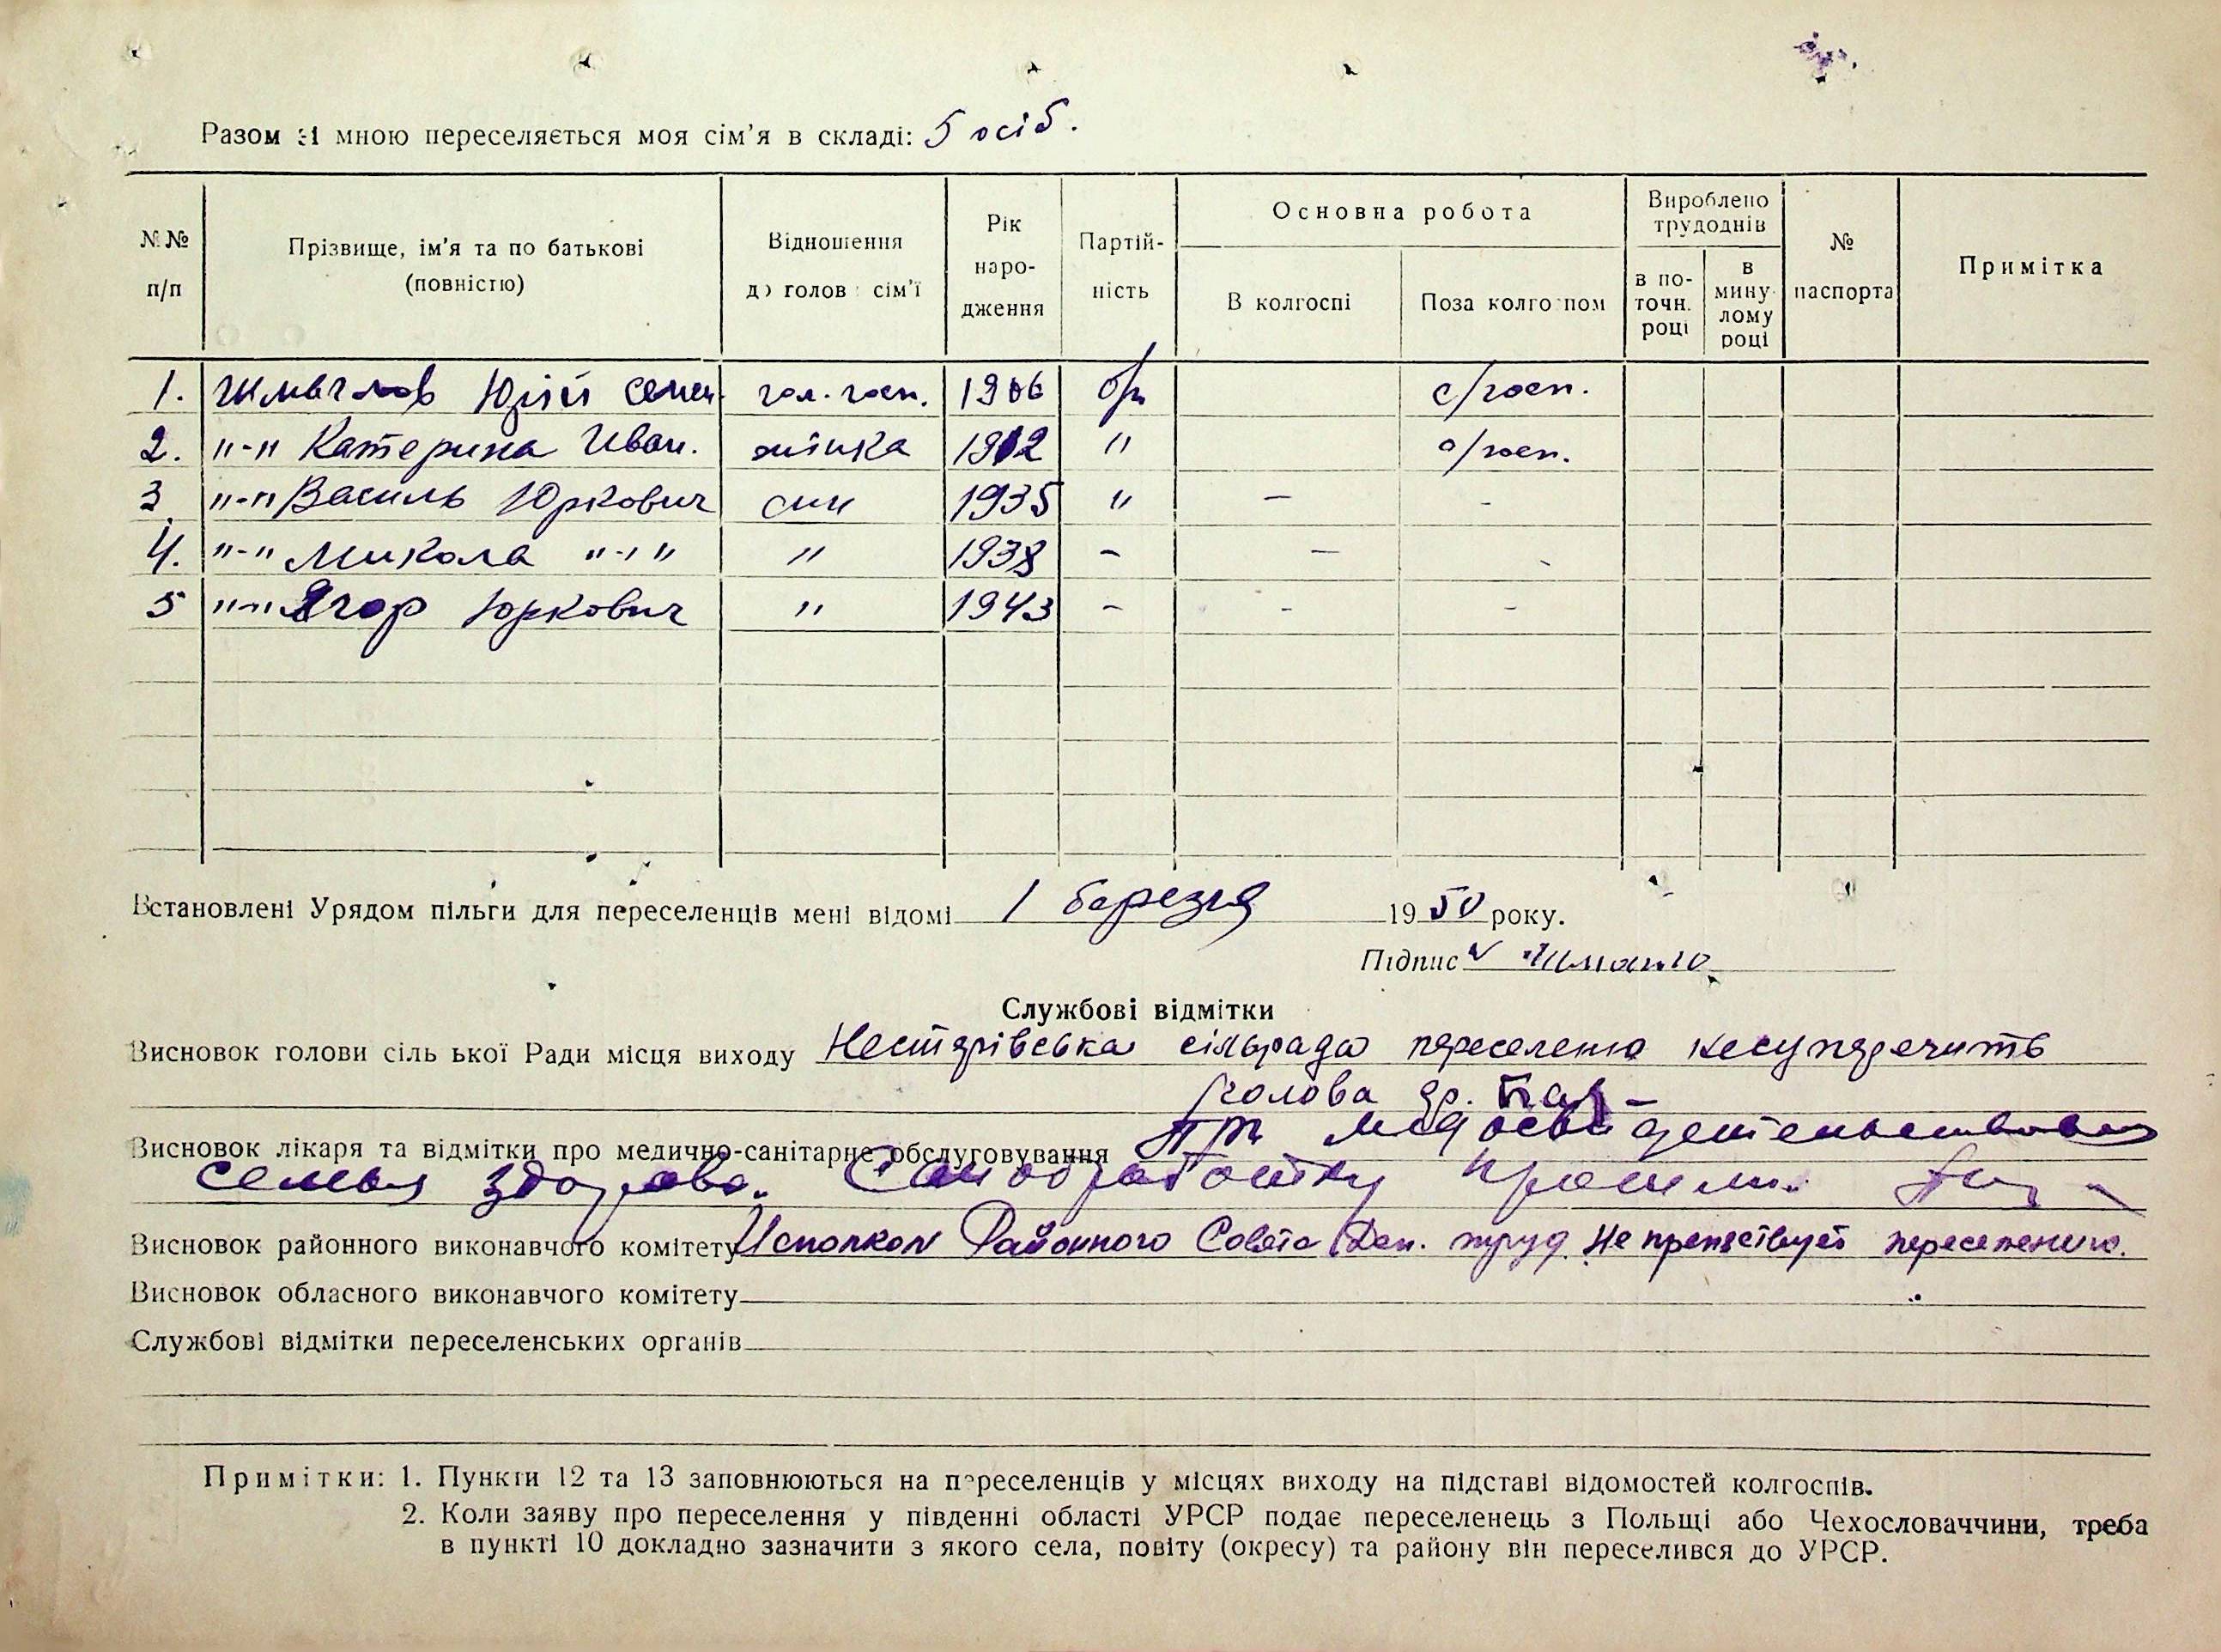 Разом зі мною переселяється моя сім'я в складі: 5 осіб.
№№ п/п
Прізвище, ім'я та по батькові (повністю)
Відношення до голови сім'ї
Рік народження
Партійність
Основна робота
В колгоспі
Поза колгоспом
Вироблено трудоднів
в поточн. році
в минулому році
№ паспорта
Примітка
1. Юрій Семен гол. госп. 1906 б/п с/госп.
2. "-" Катерина Иван. жінка 1912 " с/госп.
3 "-" Василь Юркович син 1935 " — -
4. "-" Микола "-" " 1938 - —
5 "-" Ягор Юркович " 1943 - - -
Встановлені Урядом пільги для переселенців мені відомі 1 березня 1950 року.
Підпис
Службові відмітки
Висновок голови сільської Ради місця виходу Нестерівська сільрада переселеню несуперечить
Голова
Висновок лікаря та відмітки про медично-санітарне обслуговування При медосвидетельствовании
семья здорова. Санобработку прошли.
Висновок районного виконавчого комітету Исполком Районного Совета Деп. труд. Не препятствует переселению.
Висновок обласного виконавчого комітету
Службові відмітки переселенських органів
Примітки: 1. Пункти 12 та 13 заповнюються на переселенців у місцях виходу на підставі відомостей колгоспів.
2. Коли заяву про переселення у південні області УРСР подає переселенець з Польщі або Чехословаччини, треба
в пункті 10 докладно зазначити з якого села, повіту (окресу) та району він переселився до УРСР.